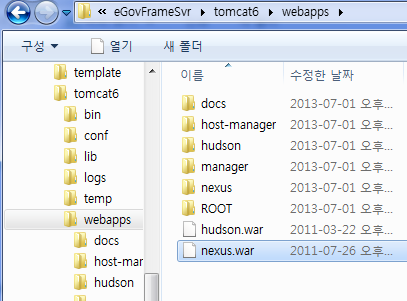 « eGovFrameSvr ▸ tomcat6 ▸ webapps ▸
구성 ▼ 열기 새 폴더
template
tomcat6
bin
conf
lib
logs
temp
webapps
docs
host-mar
hudson
이름 수정한 날짜
docs 2013-07-01 오후...
host-manager 2013-07-01 오후...
hudson 2013-07-01 오후...
manager 2013-07-01 오후...
nexus 2013-07-01 오후...
ROOT 2013-07-01 오후...
hudson.war 2011-03-22 오후...
nexus.war 2011-07-26 오후...